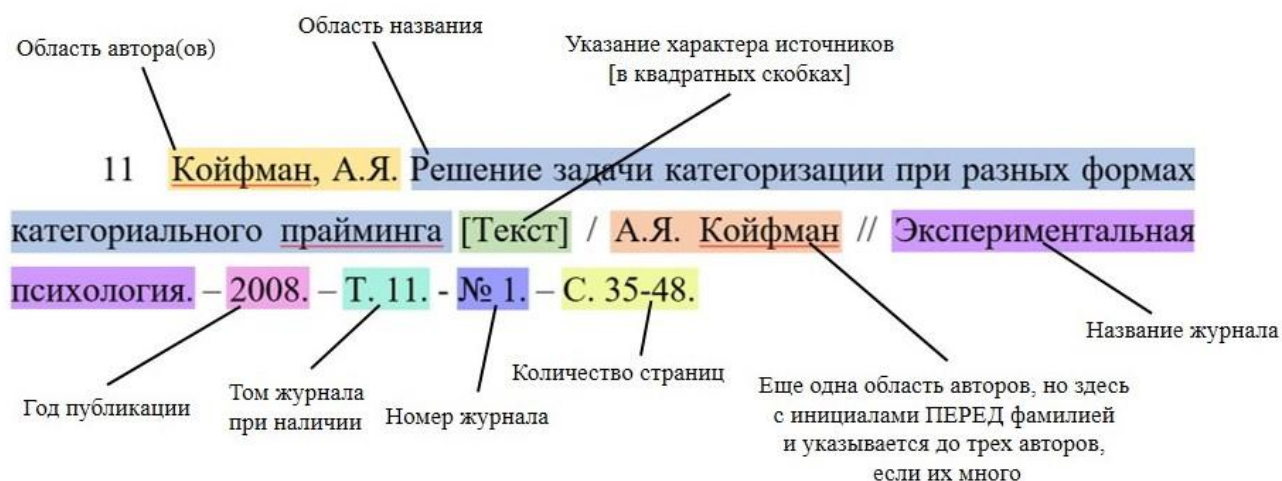 Область автора(ов)
Область названия
Указание характера источников
[в квадратных скобках]
11 Койфман, А.Я. Решение задачи категоризации при разных формах
категориального прайминга [Текст] / А.Я. Койфман // Экспериментальная
психология. – 2008. – Т. 11. - № 1. – С. 35-48.
Год публикации
Том журнала
при наличии
Номер журнала
Количество страниц
Еще одна область авторов, но здесь
с инициалами ПЕРЕД фамилией
и указывается до трех авторов,
если их много
Название журнала